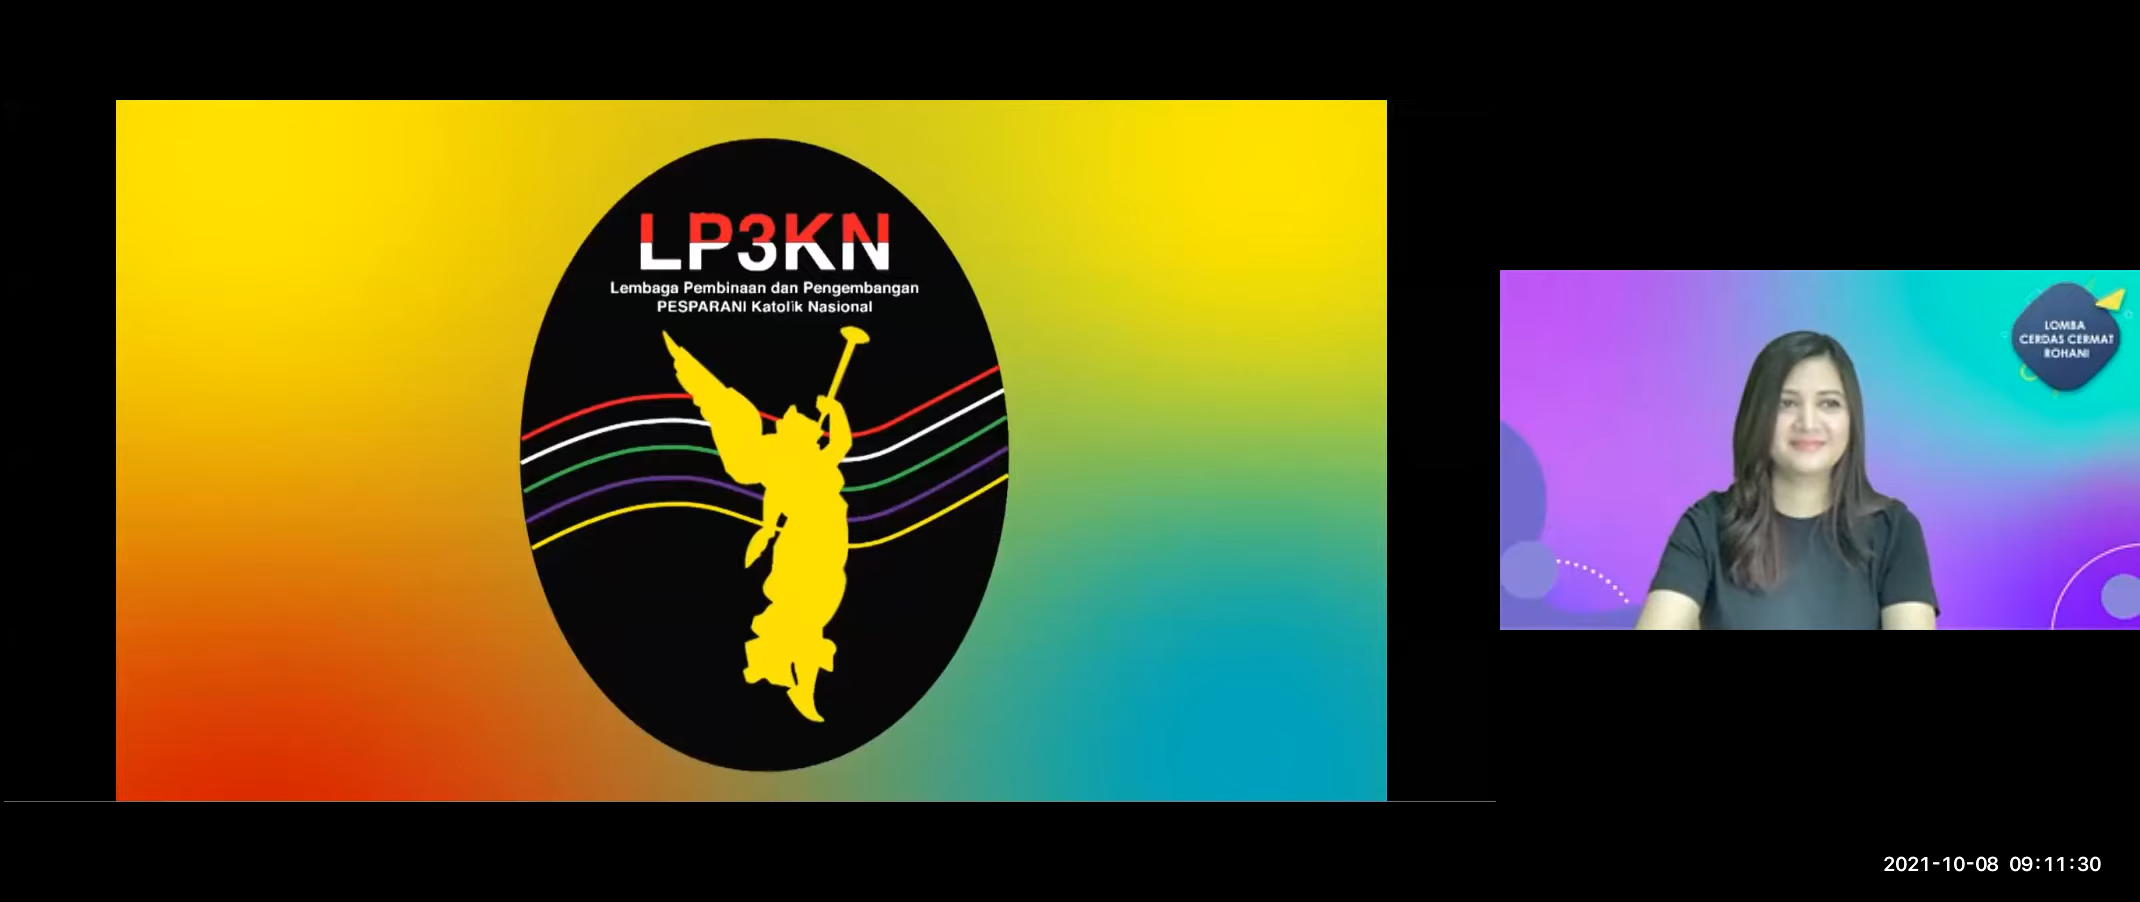 LP3KN
Lembaga Pembinaan dan Pengembangan
PESPARANI Katolik Nasional
LOMBA
CERDAS CERMAT
ROHANI
2021-10-08 09:11:30